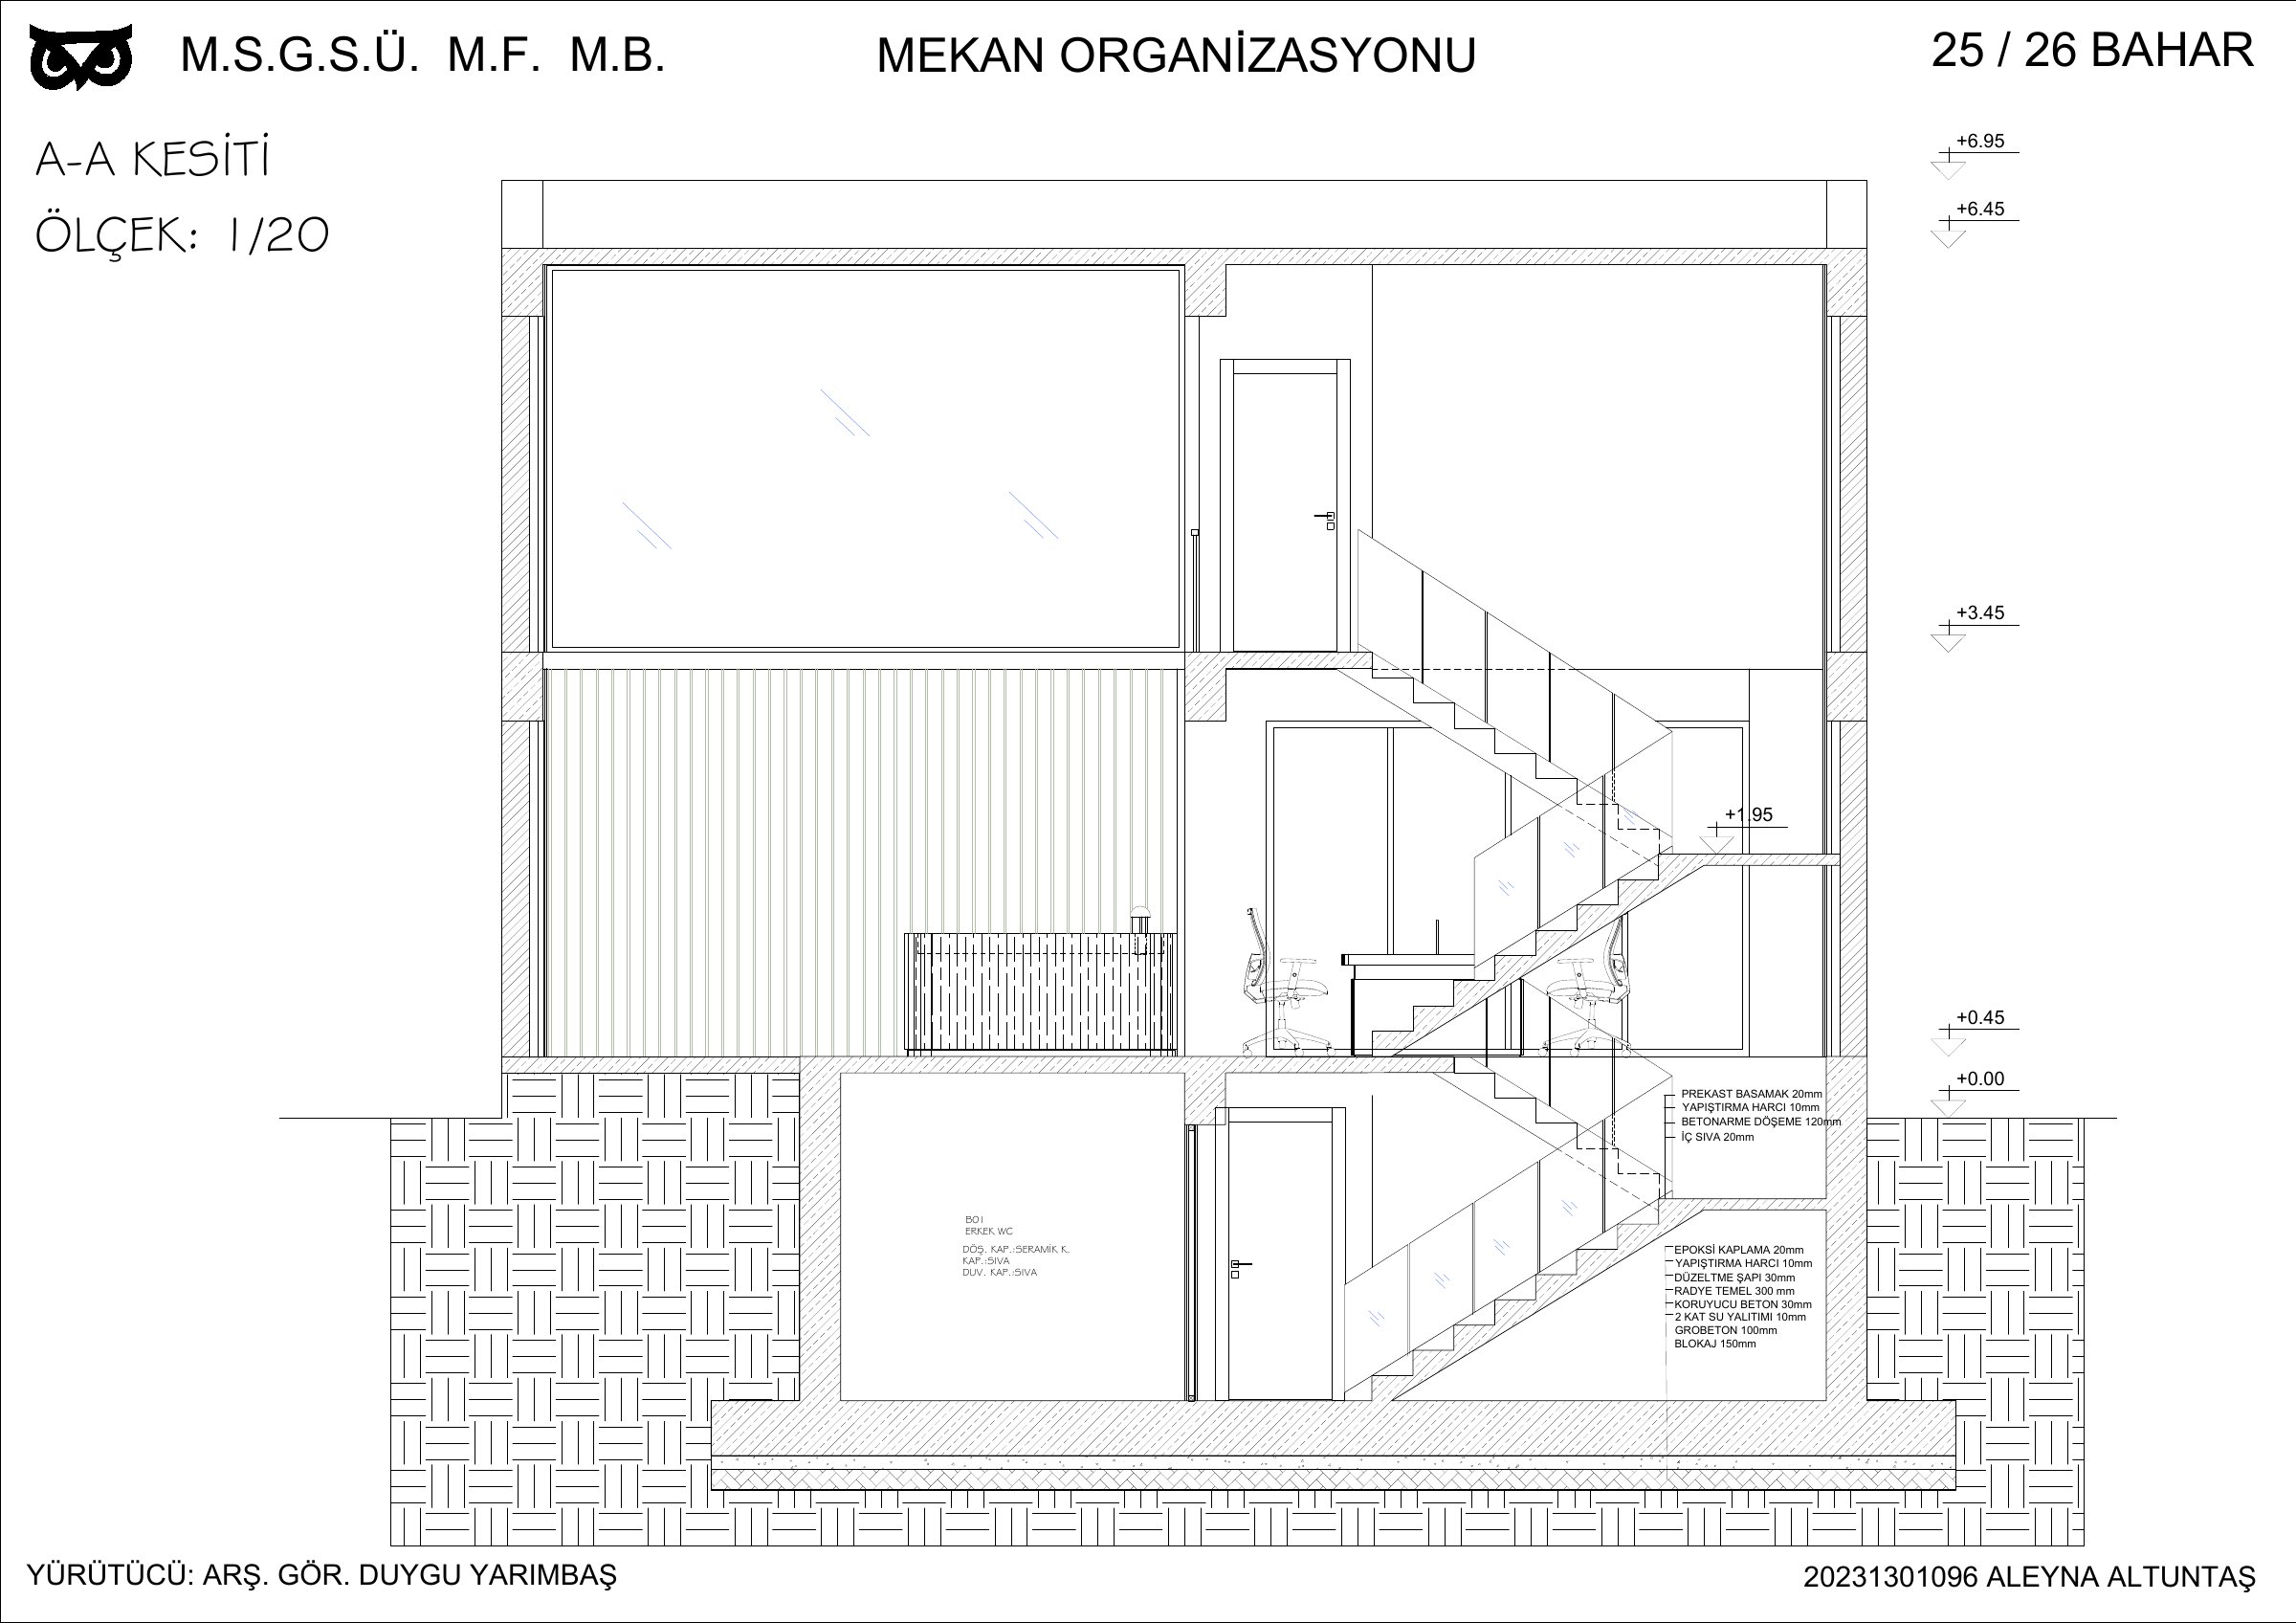 M.S.G.S.Ü. M.F. M.B.
MEKAN ORGANİZASYONU
25 / 26 BAHAR
A-A KESİTİ
ÖLÇEK: 1/20
+6.95
+6.45
+3.45
+1.95
+0.45
+0.00
PREKAST BASAMAK 20mm
YAPIŞTIRMA HARCI 10mm
BETONARME DÖŞEME 120mm
İÇ SIVA 20mm
B01
ERKEK WC
DÖŞ. KAP.:SERAMİK K.
KAP.:SIVA
DUV. KAP.:SIVA
EPOKSİ KAPLAMA 20mm
YAPIŞTIRMA HARCI 10mm
DÜZELTME ŞAPI 30mm
RADYE TEMEL 300 mm
KORUYUCU BETON 30mm
2 KAT SU YALITIMI 10mm
GROBETON 100mm
BLOKAJ 150mm
YÜRÜTÜCÜ: ARŞ. GÖR. DUYGU YARIMBAŞ
20231301096 ALEYNA ALTUNTAŞ